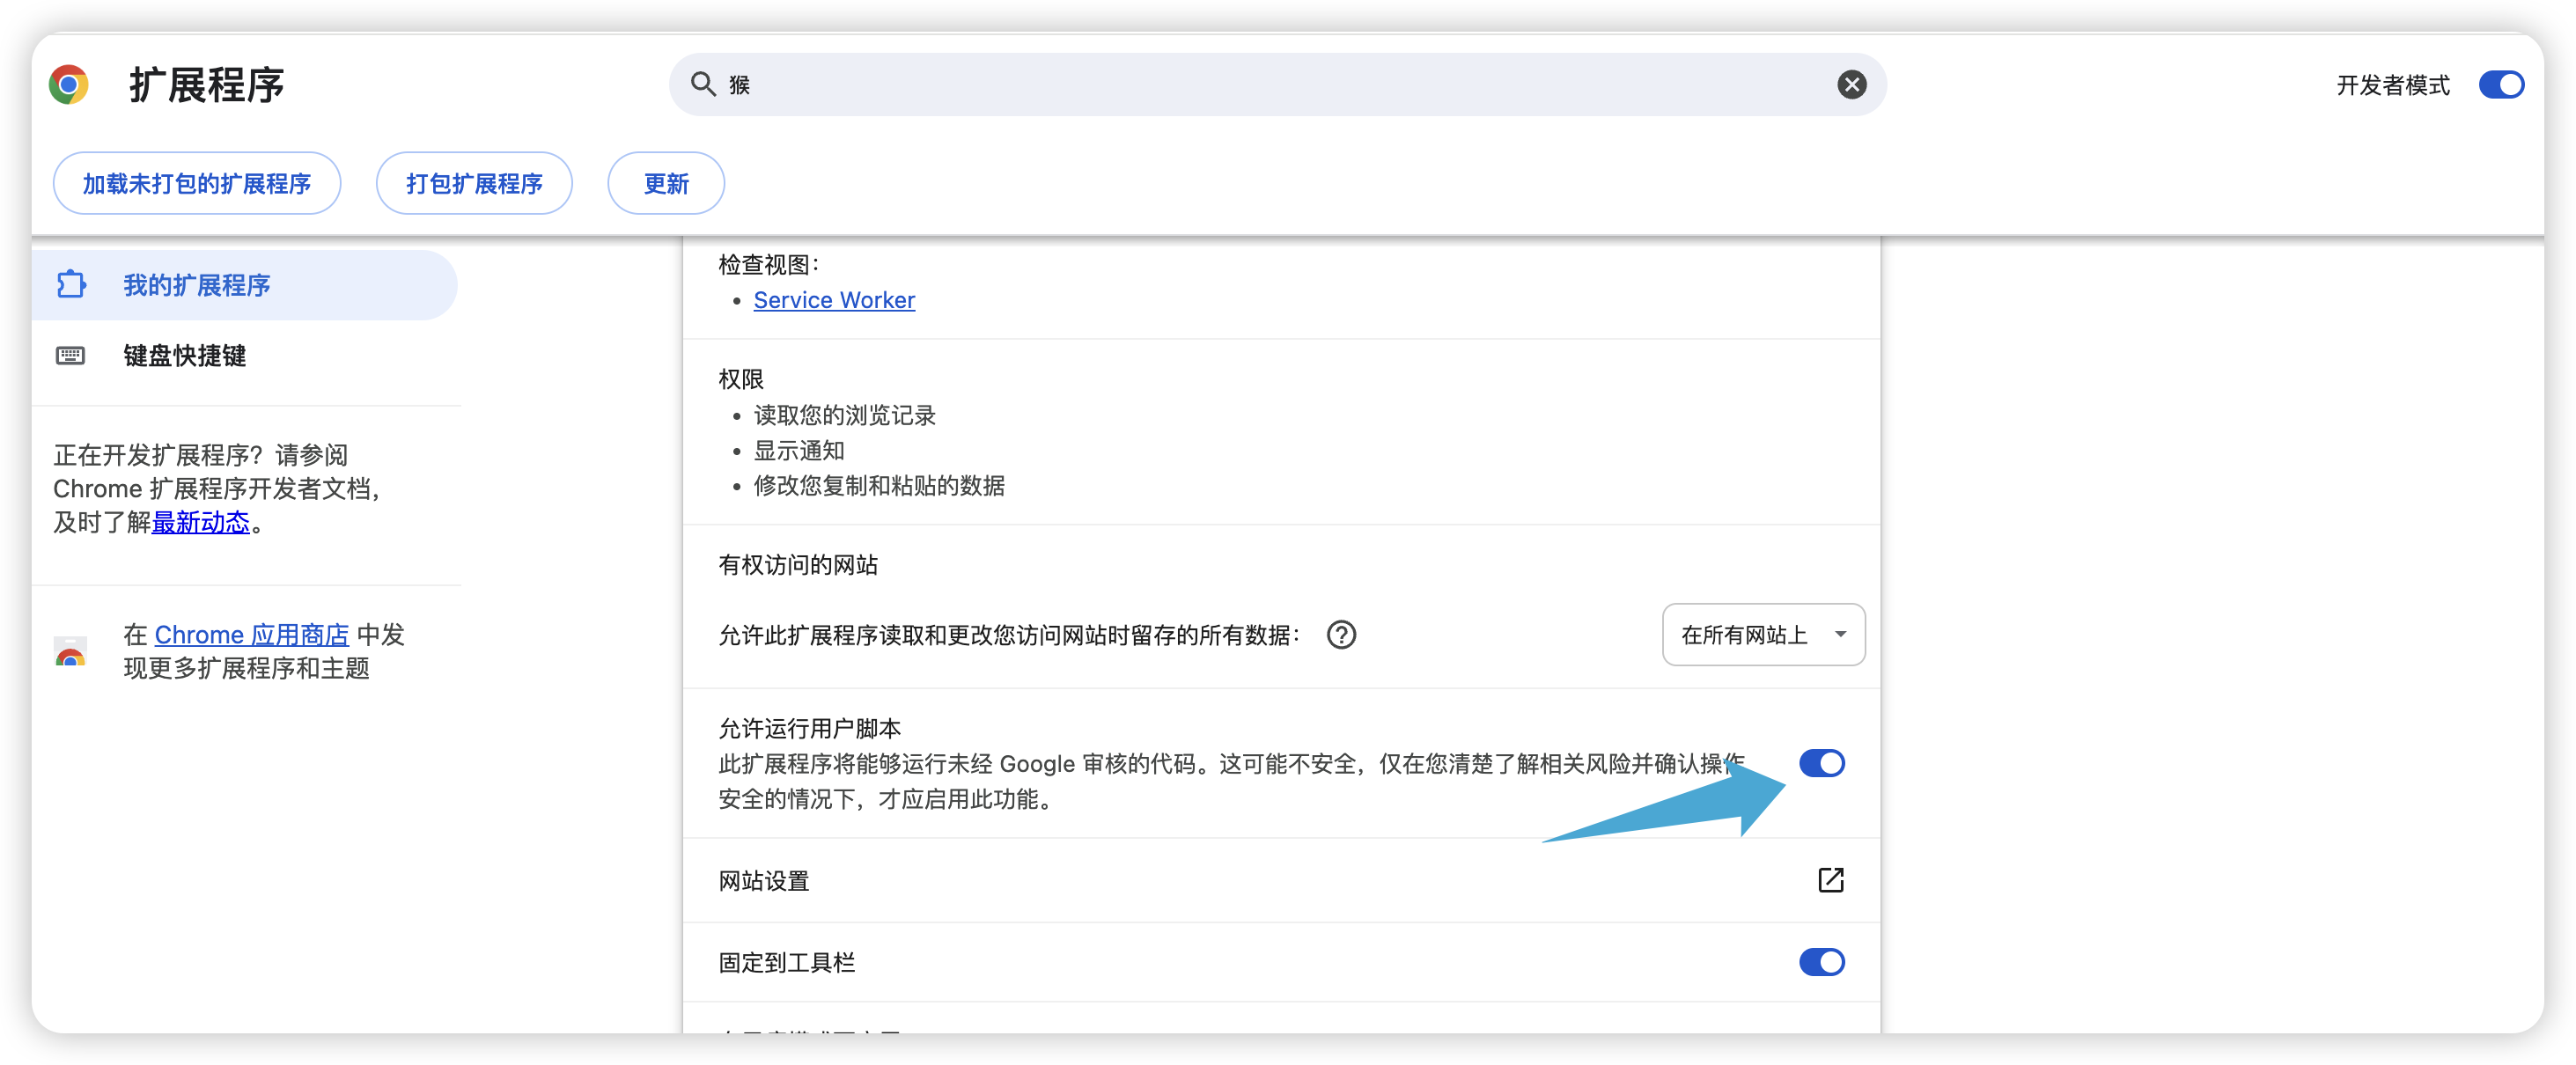 扩展程序
猴
开发者模式
加载未打包的扩展程序
打包扩展程序
更新
我的扩展程序
键盘快捷键
正在开发扩展程序？请参阅
Chrome 扩展程序开发者文档，
及时了解最新动态。
在 Chrome 应用商店 中发
现更多扩展程序和主题
检查视图：
Service Worker
权限
读取您的浏览记录
显示通知
修改您复制和粘贴的数据
有权访问的网站
允许此扩展程序读取和更改您访问网站时留存的所有数据：
在所有网站上
允许运行用户脚本
此扩展程序将能够运行未经 Google 审核的代码。这可能不安全，仅在您清楚了解相关风险并确认操作
安全的情况下，才应启用此功能。
网站设置
固定到工具栏